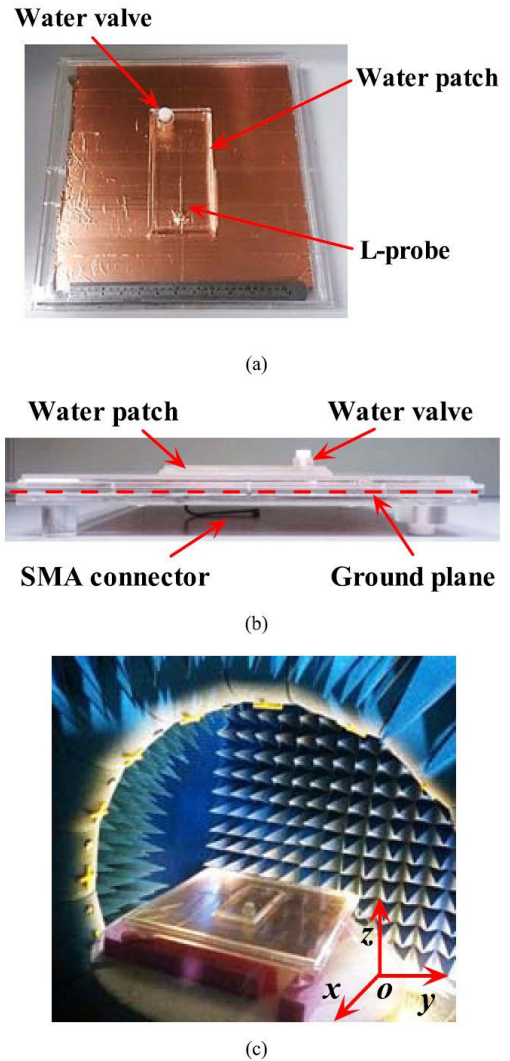 Water valve
Water patch
L-probe
(a)
Water patch
Water valve
SMA connector
Ground plane
(b)
z
x
o
y
(c)